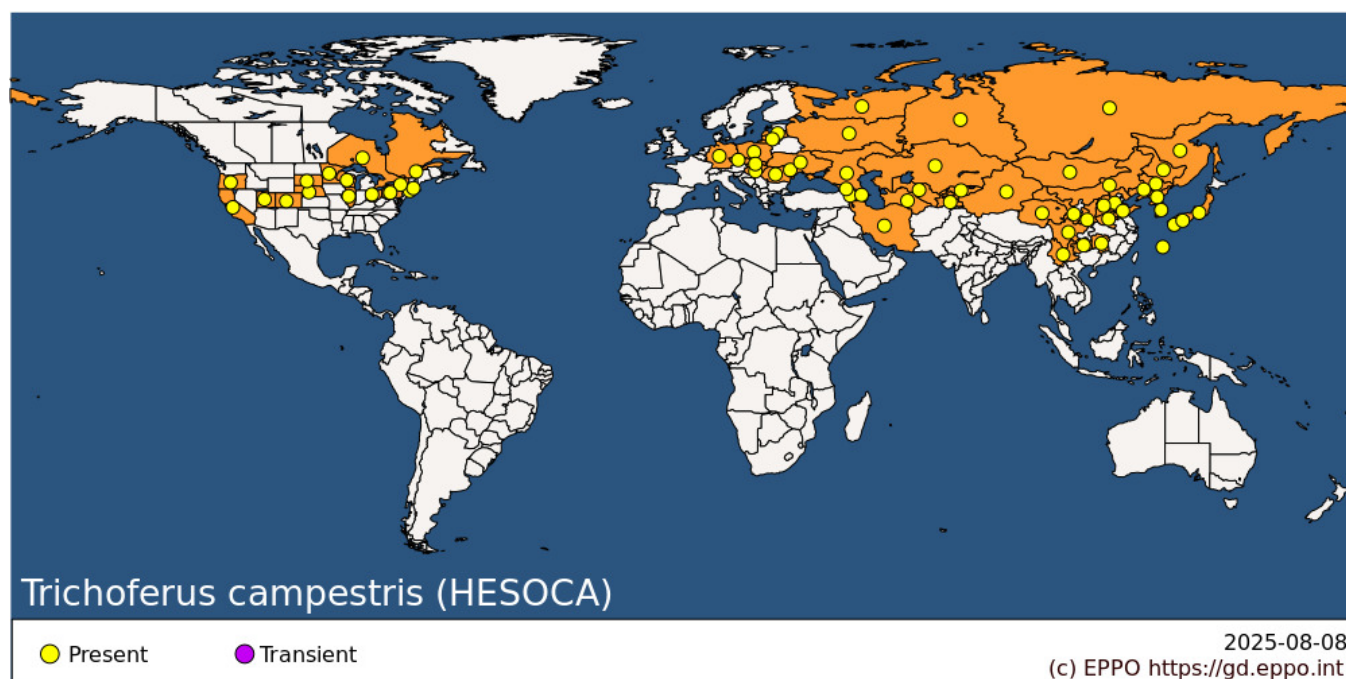 Trichoferus campestris (HESOCA)
Present
Transient
2025-08-08
(c) EPPO https://gd.eppo.int